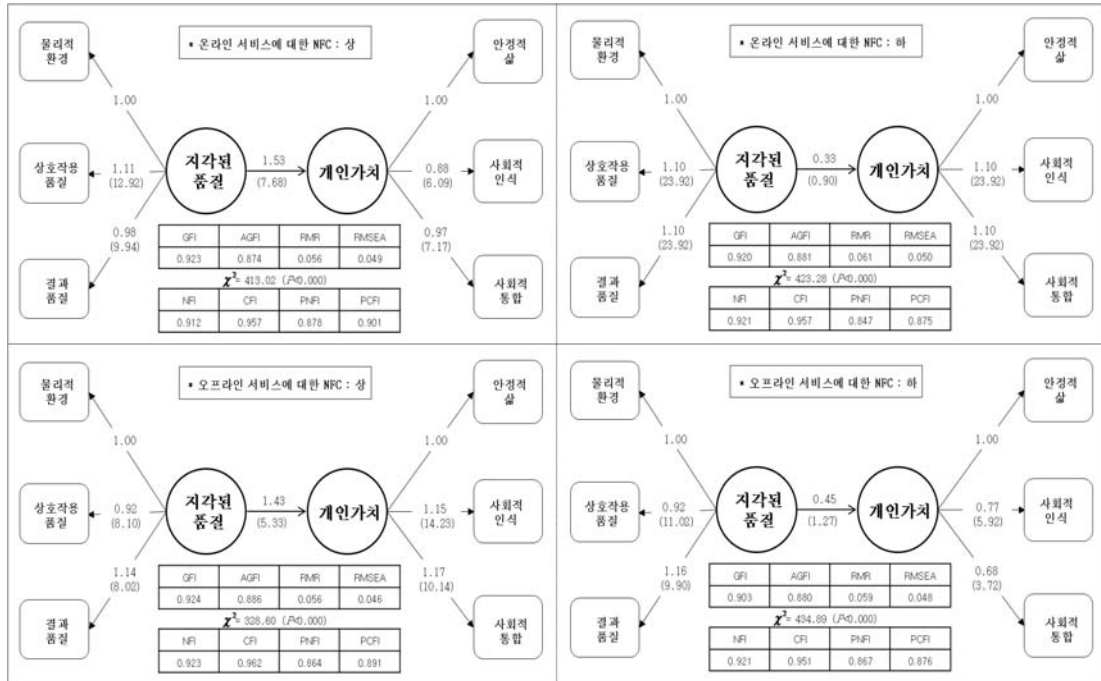 * 온라인 서비스에 대한 NFC : 상
물리적
환경
안정적
삶
1.00
1.00
상호작용
품질
1.11
(12.92)
지각된
품질
1.53
(7.68)
개인가치
0.88
(6.09)
사회적
인식
0.98
(9.94)
0.97
(7.17)
결과
품질
사회적
통합
GFI AGFI RMR RMSEA
0.923 0.874 0.056 0.049
χ²= 413.02 (P<0.000)
NFI CFI PNFI PCFI
0.912 0.957 0.878 0.901
* 온라인 서비스에 대한 NFC : 하
물리적
환경
안정적
삶
1.00
1.00
상호작용
품질
1.10
(23.92)
지각된
품질
0.33
(0.90)
개인가치
1.10
(23.92)
사회적
인식
1.10
(23.92)
1.10
(23.92)
결과
품질
사회적
통합
GFI AGFI RMR RMSEA
0.920 0.881 0.061 0.050
χ²= 423.28 (P<0.000)
NFI CFI PNFI PCFI
0.921 0.957 0.847 0.875
* 오프라인 서비스에 대한 NFC : 상
물리적
환경
안정적
삶
1.00
1.00
상호작용
품질
0.92
(8.10)
지각된
품질
1.43
(5.33)
개인가치
1.15
(14.23)
사회적
인식
1.14
(8.02)
1.17
(10.14)
결과
품질
사회적
통합
GFI AGFI RMR RMSEA
0.924 0.886 0.056 0.046
χ²= 328.60 (P<0.000)
NFI CFI PNFI PCFI
0.923 0.962 0.864 0.891
* 오프라인 서비스에 대한 NFC : 하
물리적
환경
안정적
삶
1.00
1.00
상호작용
품질
0.92
(11.02)
지각된
품질
0.45
(1.27)
개인가치
0.77
(5.92)
사회적
인식
1.16
(9.90)
0.68
(3.72)
결과
품질
사회적
통합
GFI AGFI RMR RMSEA
0.903 0.880 0.059 0.048
χ²= 434.89 (P<0.000)
NFI CFI PNFI PCFI
0.921 0.951 0.867 0.876